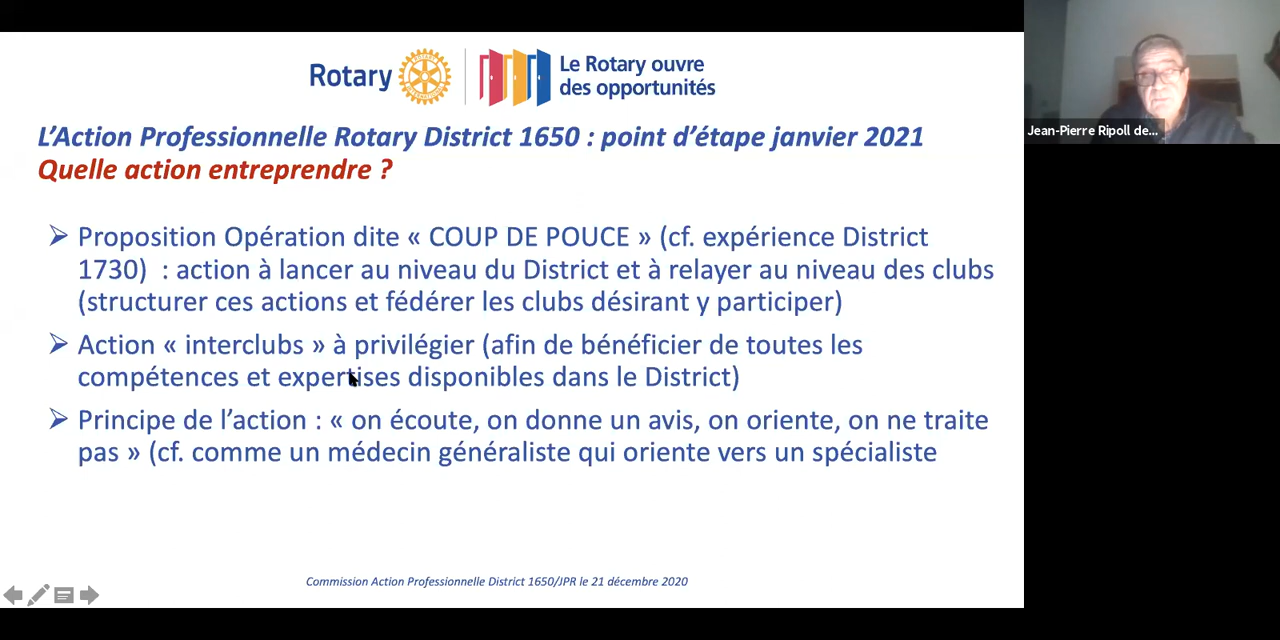 Rotary
Le Rotary ouvre
des opportunités
L’Action Professionnelle Rotary District 1650 : point d’étape janvier 2021
Quelle action entreprendre ?
Proposition Opération dite « COUP DE POUCE » (cf. expérience District
1730)  : action à lancer au niveau du District et à relayer au niveau des clubs
(structurer ces actions et fédérer les clubs désirant y participer)
Action « interclubs » à privilégier (afin de bénéficier de toutes les
compétences et expertises disponibles dans le District)
Principe de l’action : « on écoute, on donne un avis, on oriente, on ne traite
pas » (cf. comme un médecin généraliste qui oriente vers un spécialiste
Commission Action Professionnelle District 1650/JPR le 21 décembre 2020
Jean-Pierre Ripoll de...